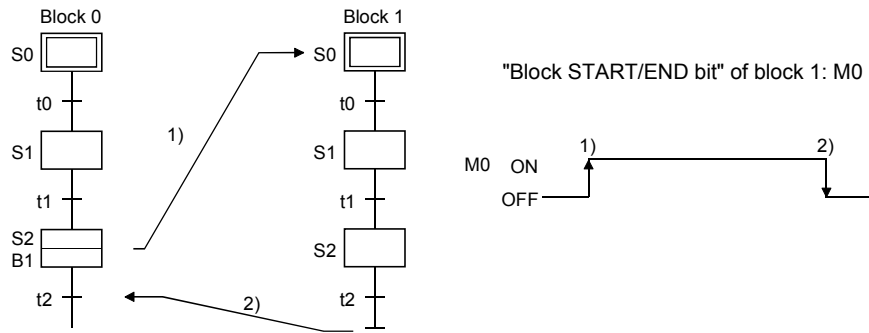 Block 0
S0
t0
S1
t1
S2
B1
t2
1)
2)
Block 1
S0
t0
S1
t1
S2
t2
"Block START/END bit" of block 1: M0
M0 ON
OFF
1)
2)